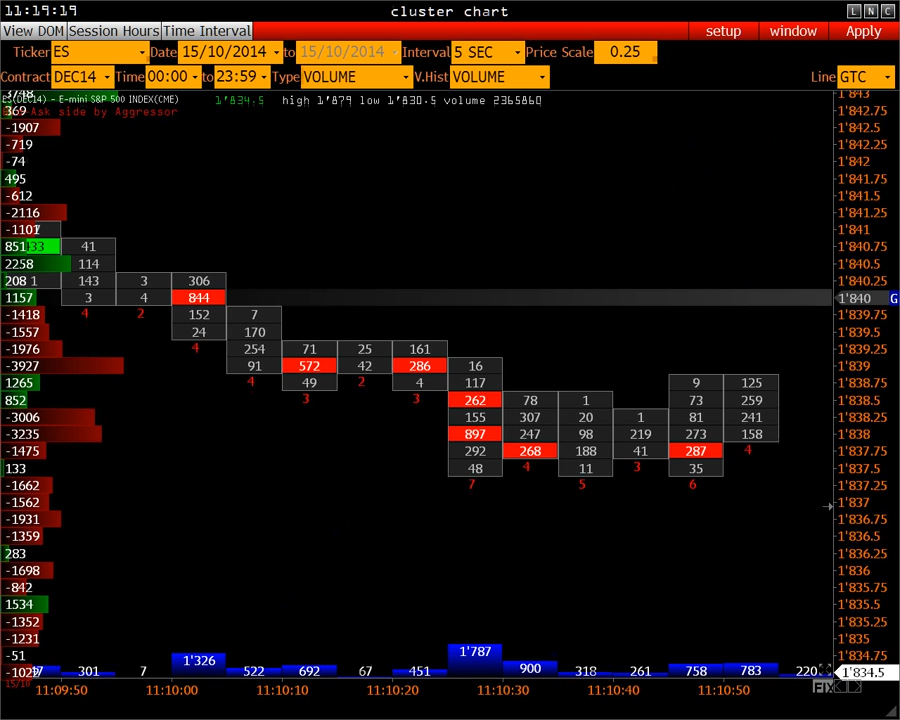 11:19:19 cluster chart L N C
View DOM Session Hours Time Interval setup window Apply
Ticker ES Date 15/10/2014 to 15/10/2014 Interval 5 SEC Price Scale 0.25
Contract DEC14 Time 00:00 to 23:59 Type VOLUME V.Hist VOLUME Line GTC
ES(DEC14) - E-mini S&P 500 INDEX(CME) 1'834.5 high 1'879 low 1'830.5 volume 2365860 1'843
369 Ask side by Aggressor 1'842.75
-1907 1'842.5
-719 1'842.25
-74 1'842
495 1'841.75
-612 1'841.5
-2116 1'841.25
-1101 1'841
851 41 1'840.75
2258 114 1'840.5
208 1 143 3 306 1'840.25
1157 3 4 844 1'840 G
-1418 4 2 152 7 1'839.75
-1557 24 170 1'839.5
-1976 4 254 71 25 161 1'839.25
-3927 91 572 42 286 16 1'839
1265 4 49 2 4 117 9 125 1'838.75
852 3 3 262 78 1 73 259 1'838.5
-3006 155 307 20 1 81 241 1'838.25
-3235 897 247 98 219 273 158 1'838
-1475 292 268 188 41 287 4 1'837.75
133 48 4 11 3 35 1'837.5
-1662 7 5 6 1'837.25
-1562 1'837
-1931 1'836.75
-1359 1'836.5
283 1'836.25
-1698 1'836
-842 1'835.75
1534 1'835.5
-1352 1'835.25
-1231 1'835
-51 1'326 1'787 1'834.75
301 7 522 692 67 451 900 318 261 758 783 220 1'834.5
15/10 11:09:50 11:10:00 11:10:10 11:10:20 11:10:30 11:10:40 11:10:50 FIX